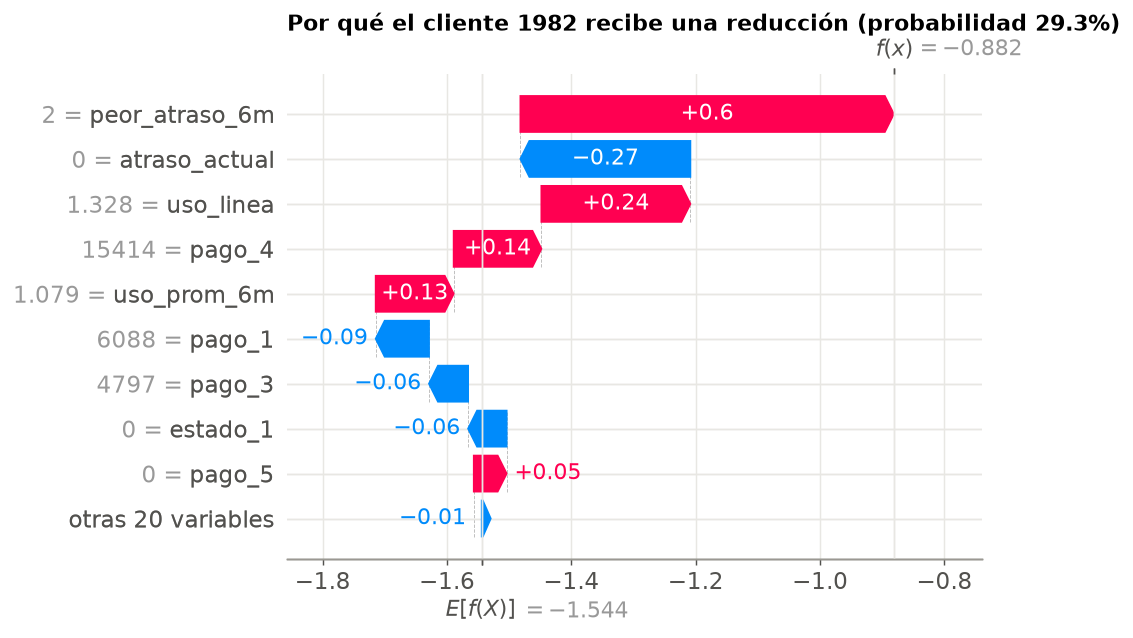 Por qué el cliente 1982 recibe una reducción (probabilidad 29.3%)
f(x) = −0.882
2 = peor_atraso_6m
+0.6
0 = atraso_actual
−0.27
1.328 = uso_linea
+0.24
15414 = pago_4
+0.14
1.079 = uso_prom_6m
+0.13
6088 = pago_1
−0.09
4797 = pago_3
−0.06
0 = estado_1
−0.06
0 = pago_5
+0.05
otras 20 variables
−0.01
−1.8 −1.6 −1.4 −1.2 −1.0 −0.8
E[f(X)] = −1.544